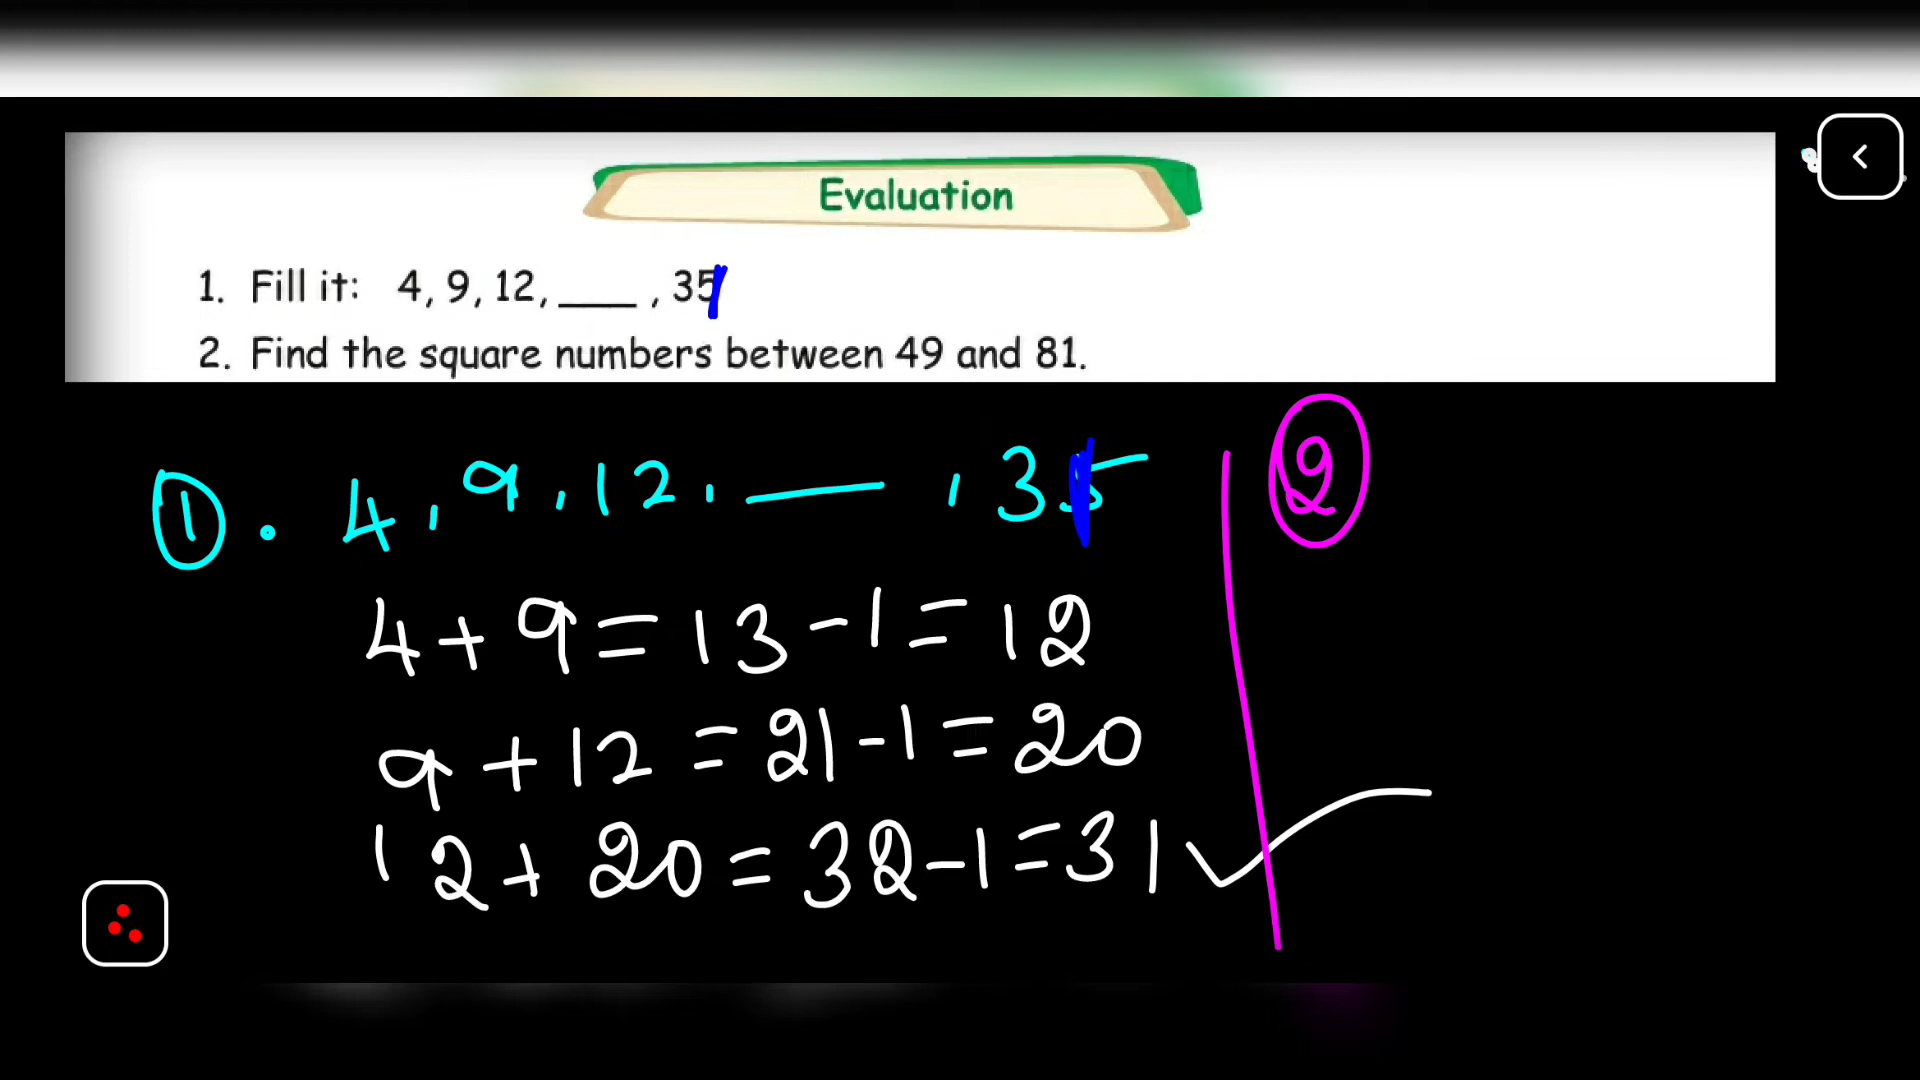 Evaluation
1. Fill it: 4, 9, 12, ____ , 35
2. Find the square numbers between 49 and 81.
1 . 4 , 9 , 12 , ____ , 35
2
4 + 9 = 13 - 1 = 12
9 + 12 = 21 - 1 = 20
12 + 20 = 32 - 1 = 31